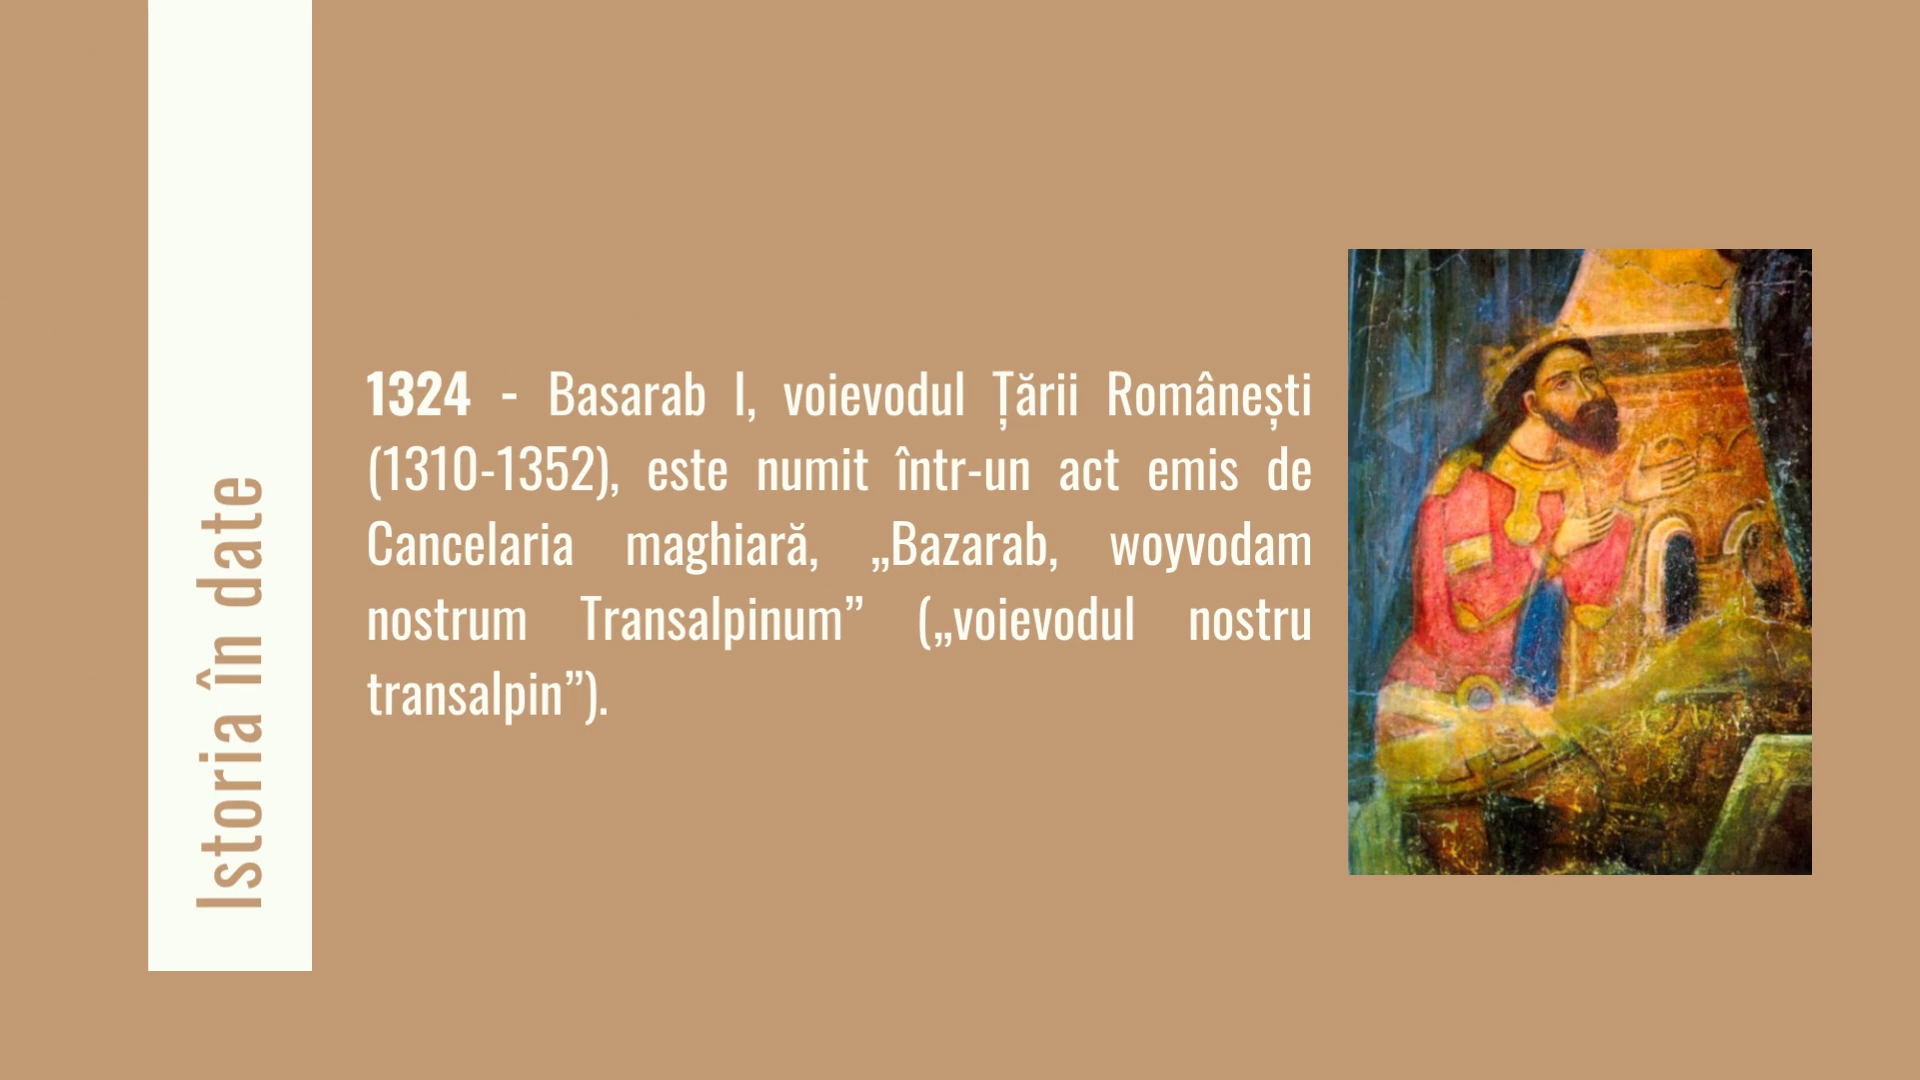 Istoria în date
1324 - Basarab I, voievodul Țării Românești
(1310-1352), este numit într-un act emis de
Cancelaria maghiară, „Bazarab, woyvodam
nostrum Transalpinum” („voievodul nostru
transalpin”).